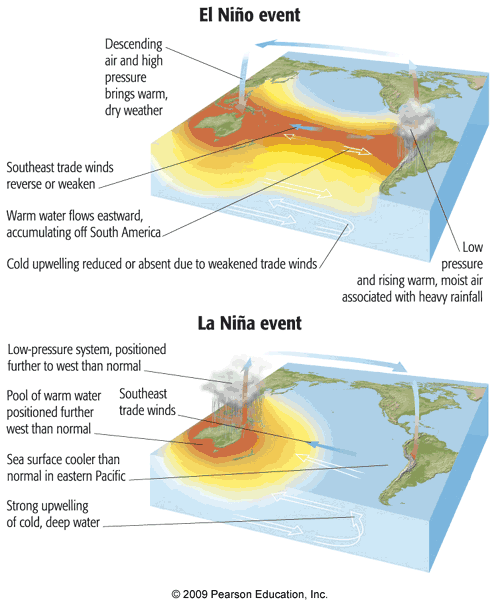 El Niño event
Descending
air and high
pressure
brings warm,
dry weather
Southeast trade winds
reverse or weaken
Warm water flows eastward,
accumulating off South America
Cold upwelling reduced or absent due to weakened trade winds
Low
pressure
and rising warm, moist air
associated with heavy rainfall
La Niña event
Low-pressure system, positioned
further to west than normal
Pool of warm water
positioned further
west than normal
Southeast
trade winds
Sea surface cooler than
normal in eastern Pacific
Strong upwelling
of cold, deep water
© 2009 Pearson Education, Inc.